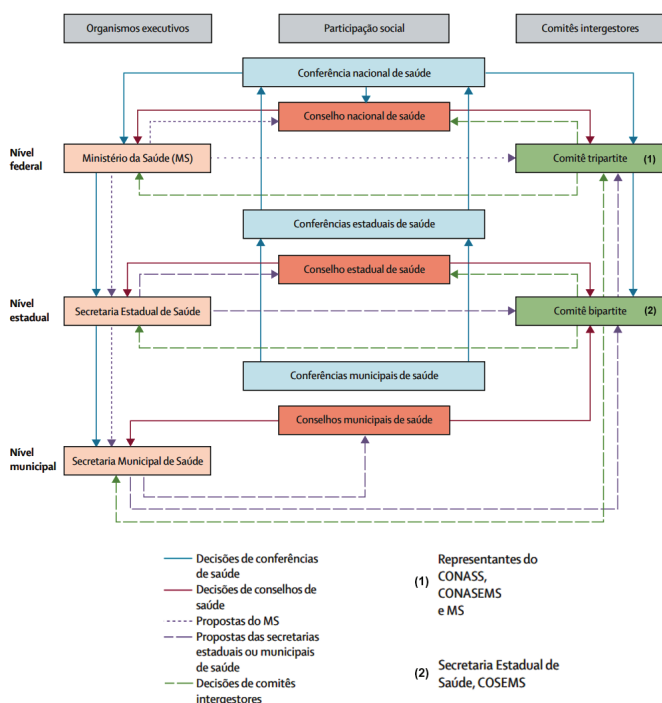 Organismos executivos
Participação social
Comitês intergestores
Conferência nacional de saúde
Conselho nacional de saúde
Nível
federal
Ministério da Saúde (MS)
Comitê tripartite
(1)
Conferências estaduais de saúde
Conselho estadual de saúde
Nível
estadual
Secretaria Estadual de Saúde
Comitê bipartite
(2)
Conferências municipais de saúde
Conselhos municipais de saúde
Nível
municipal
Secretaria Municipal de Saúde
Decisões de conferências
de saúde
Decisões de conselhos de
saúde
Propostas do MS
Propostas das secretarias
estaduais ou municipais
de saúde
Decisões de comitês
intergestores
(1)
Representantes do
CONASS,
CONASEMS
e MS
(2)
Secretaria Estadual de
Saúde, COSEMS